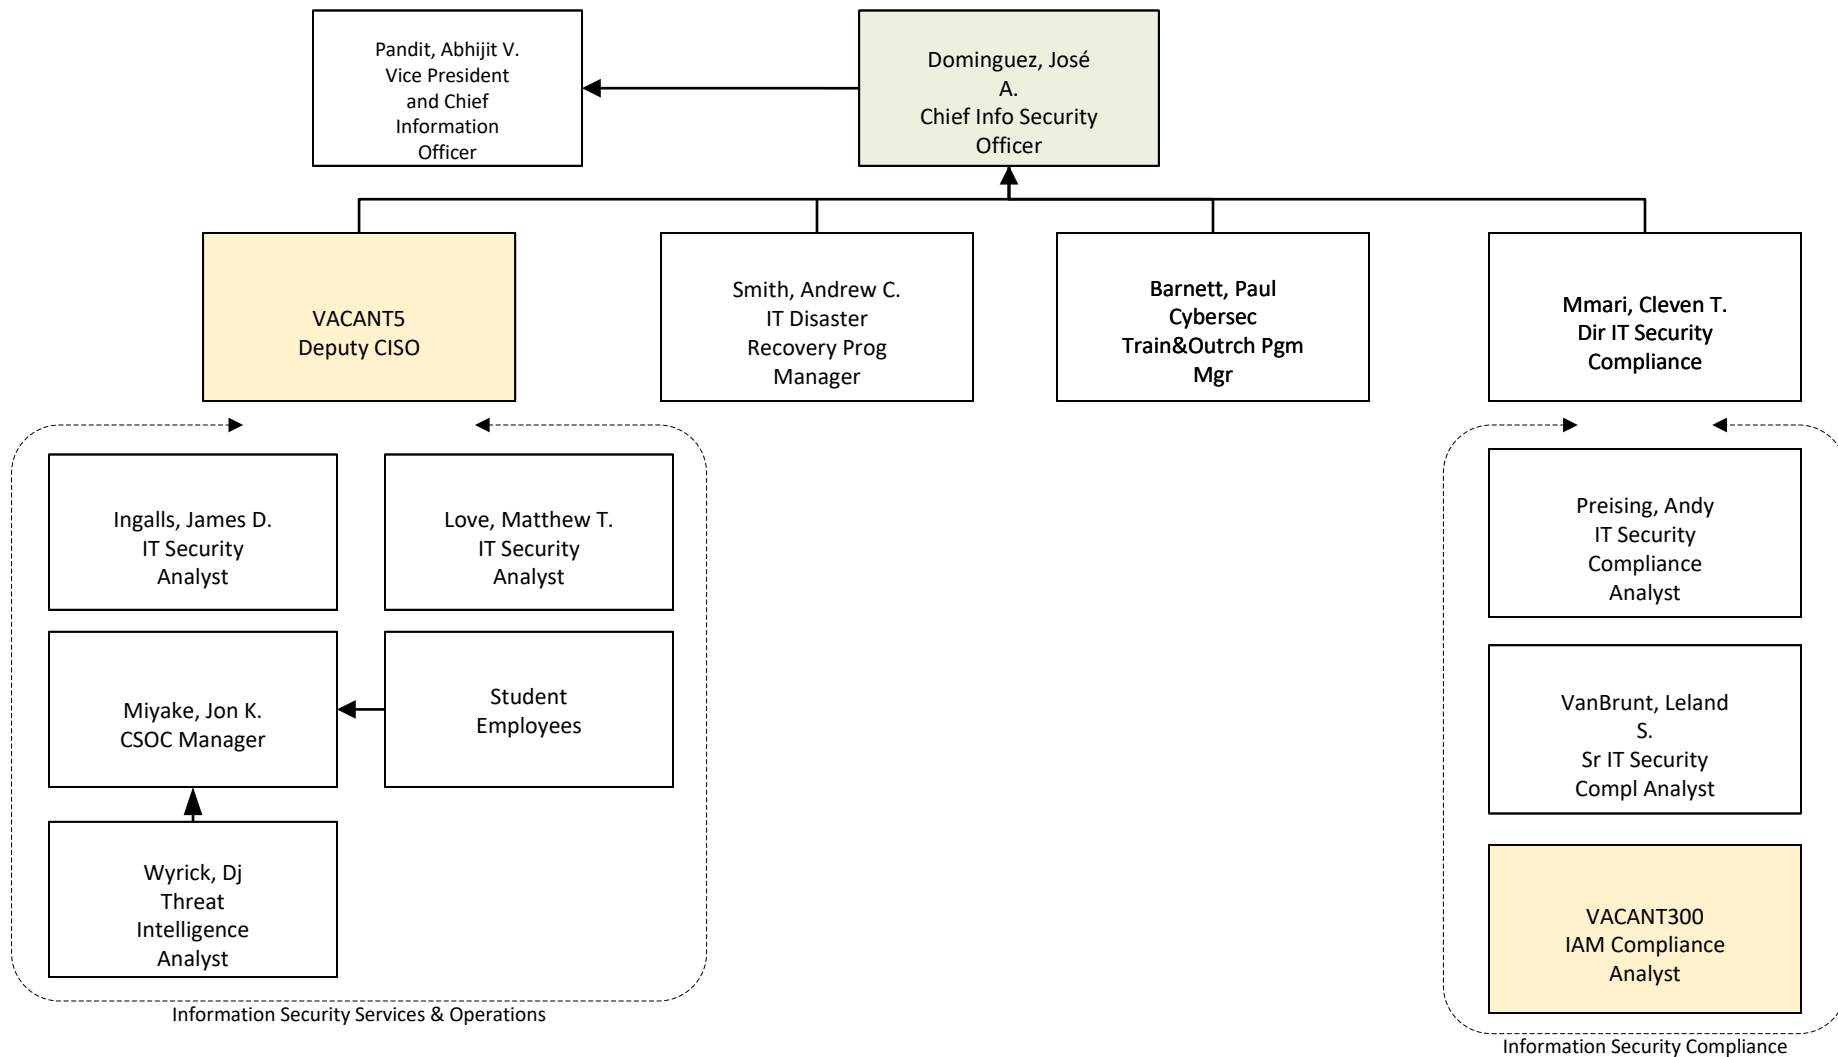 Pandit, Abhijit V.
Vice President
and Chief
Information
Officer
Dominguez, José
A.
Chief Info Security
Officer
VACANT5
Deputy CISO
Smith, Andrew C.
IT Disaster
Recovery Prog
Manager
Barnett, Paul
Cybersec
Train&Outrch Pgm
Mgr
Mmari, Cleven T.
Dir IT Security
Compliance
Ingalls, James D.
IT Security
Analyst
Love, Matthew T.
IT Security
Analyst
Miyake, Jon K.
CSOC Manager
Student
Employees
Wyrick, Dj
Threat
Intelligence
Analyst
Information Security Services & Operations
Preising, Andy
IT Security
Compliance
Analyst
VanBrunt, Leland
S.
Sr IT Security
Compl Analyst
VACANT300
IAM Compliance
Analyst
Information Security Compliance